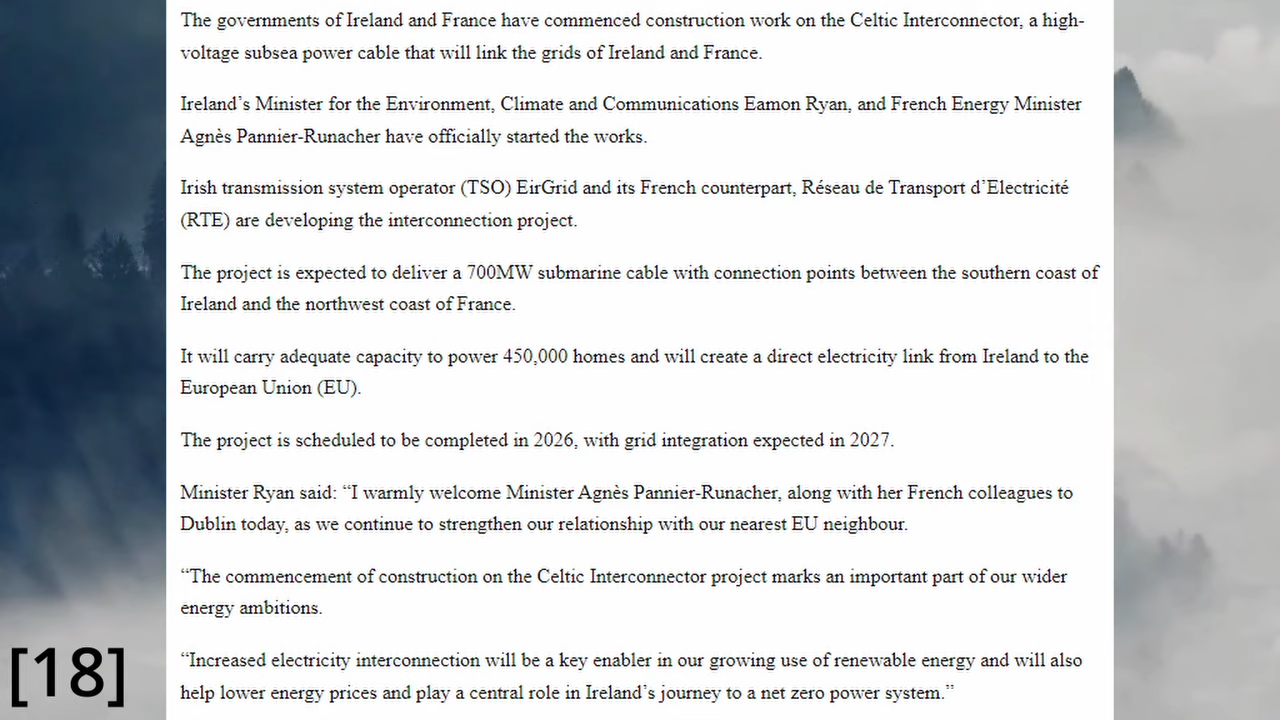 The governments of Ireland and France have commenced construction work on the Celtic Interconnector, a high-
voltage subsea power cable that will link the grids of Ireland and France.
Ireland’s Minister for the Environment, Climate and Communications Eamon Ryan, and French Energy Minister
Agnès Pannier-Runacher have officially started the works.
Irish transmission system operator (TSO) EirGrid and its French counterpart, Réseau de Transport d’Electricité
(RTE) are developing the interconnection project.
The project is expected to deliver a 700MW submarine cable with connection points between the southern coast of
Ireland and the northwest coast of France.
It will carry adequate capacity to power 450,000 homes and will create a direct electricity link from Ireland to the
European Union (EU).
The project is scheduled to be completed in 2026, with grid integration expected in 2027.
Minister Ryan said: “I warmly welcome Minister Agnès Pannier-Runacher, along with her French colleagues to
Dublin today, as we continue to strengthen our relationship with our nearest EU neighbour.
“The commencement of construction on the Celtic Interconnector project marks an important part of our wider
energy ambitions.
“Increased electricity interconnection will be a key enabler in our growing use of renewable energy and will also
help lower energy prices and play a central role in Ireland’s journey to a net zero power system.”
[18]